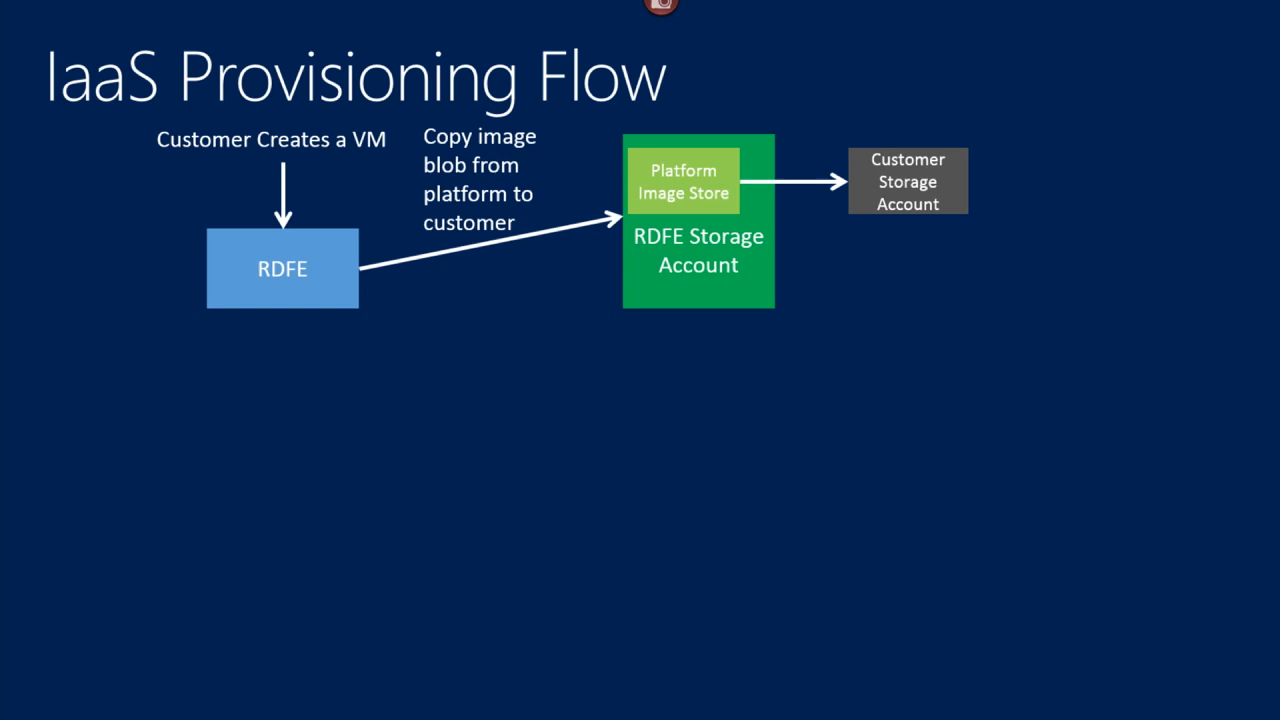 IaaS Provisioning Flow
Customer Creates a VM
Copy image
blob from
platform to
customer
RDFE
Platform
Image Store
RDFE Storage
Account
Customer
Storage
Account